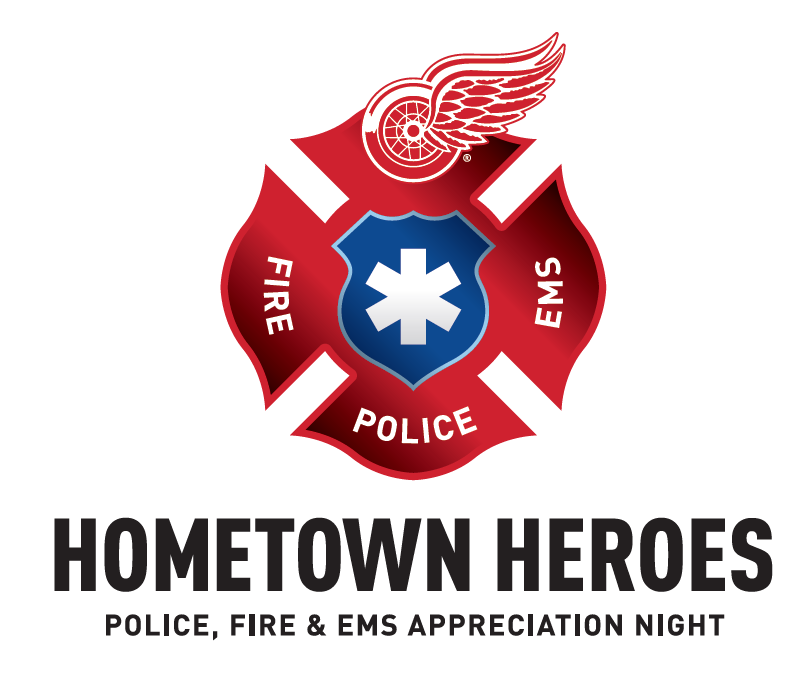 ®
FIRE
EMS
POLICE
HOMETOWN HEROES
POLICE, FIRE & EMS APPRECIATION NIGHT